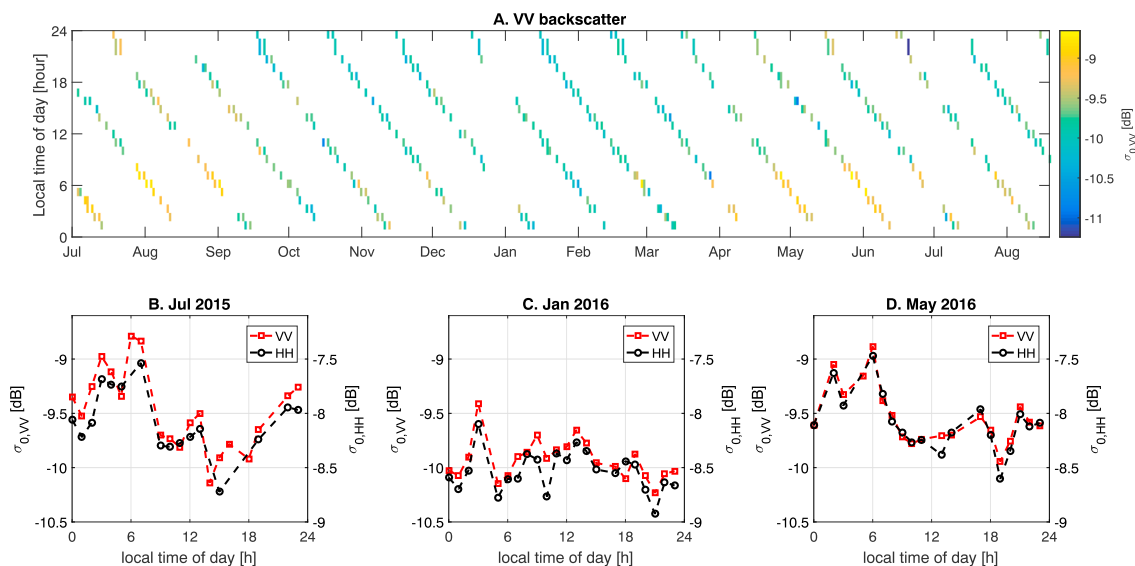 A. VV backscatter
24
18
12
6
0
Local time of day [hour]
Jul Aug Sep Oct Nov Dec Jan Feb Mar Apr May Jun Jul Aug
-9
-9.5
-10
-10.5
-11
σ0,VV [dB]
B. Jul 2015
VV
HH
-9
-9.5
-10
-10.5
σ0,VV [dB]
-7.5
-8
-8.5
-9
σ0,HH [dB]
0 6 12 18 24
local time of day [h]
C. Jan 2016
VV
HH
-9
-9.5
-10
-10.5
σ0,VV [dB]
-7.5
-8
-8.5
-9
σ0,HH [dB]
0 6 12 18 24
local time of day [h]
D. May 2016
VV
HH
-9
-9.5
-10
-10.5
σ0,VV [dB]
-7.5
-8
-8.5
-9
σ0,HH [dB]
0 6 12 18 24
local time of day [h]